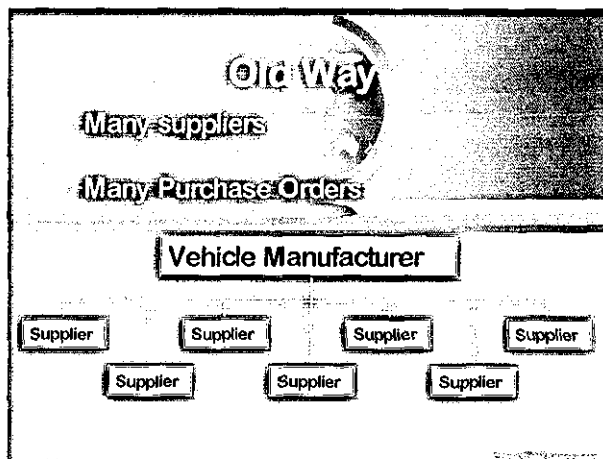 Old Way
Many suppliers
Many Purchase Orders
Vehicle Manufacturer
Supplier Supplier Supplier Supplier
Supplier Supplier Supplier